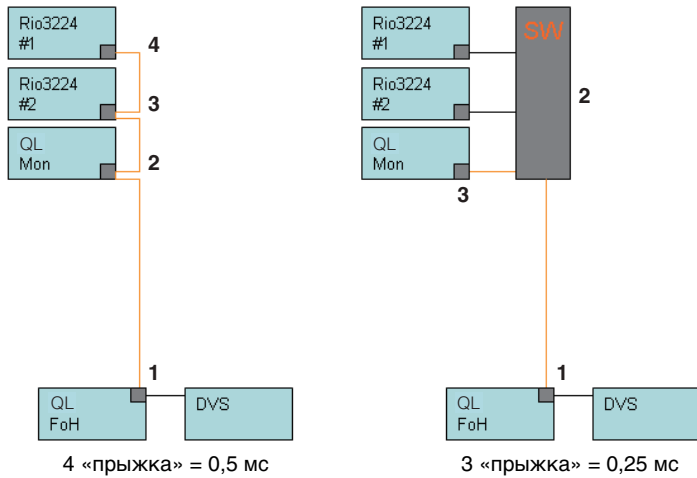 Rio3224
#1
4
Rio3224
#2
3
QL
Mon
2
1
QL
FoH
DVS
4 «прыжка» = 0,5 мс
Rio3224
#1
SW
Rio3224
#2
2
QL
Mon
3
1
QL
FoH
DVS
3 «прыжка» = 0,25 мс